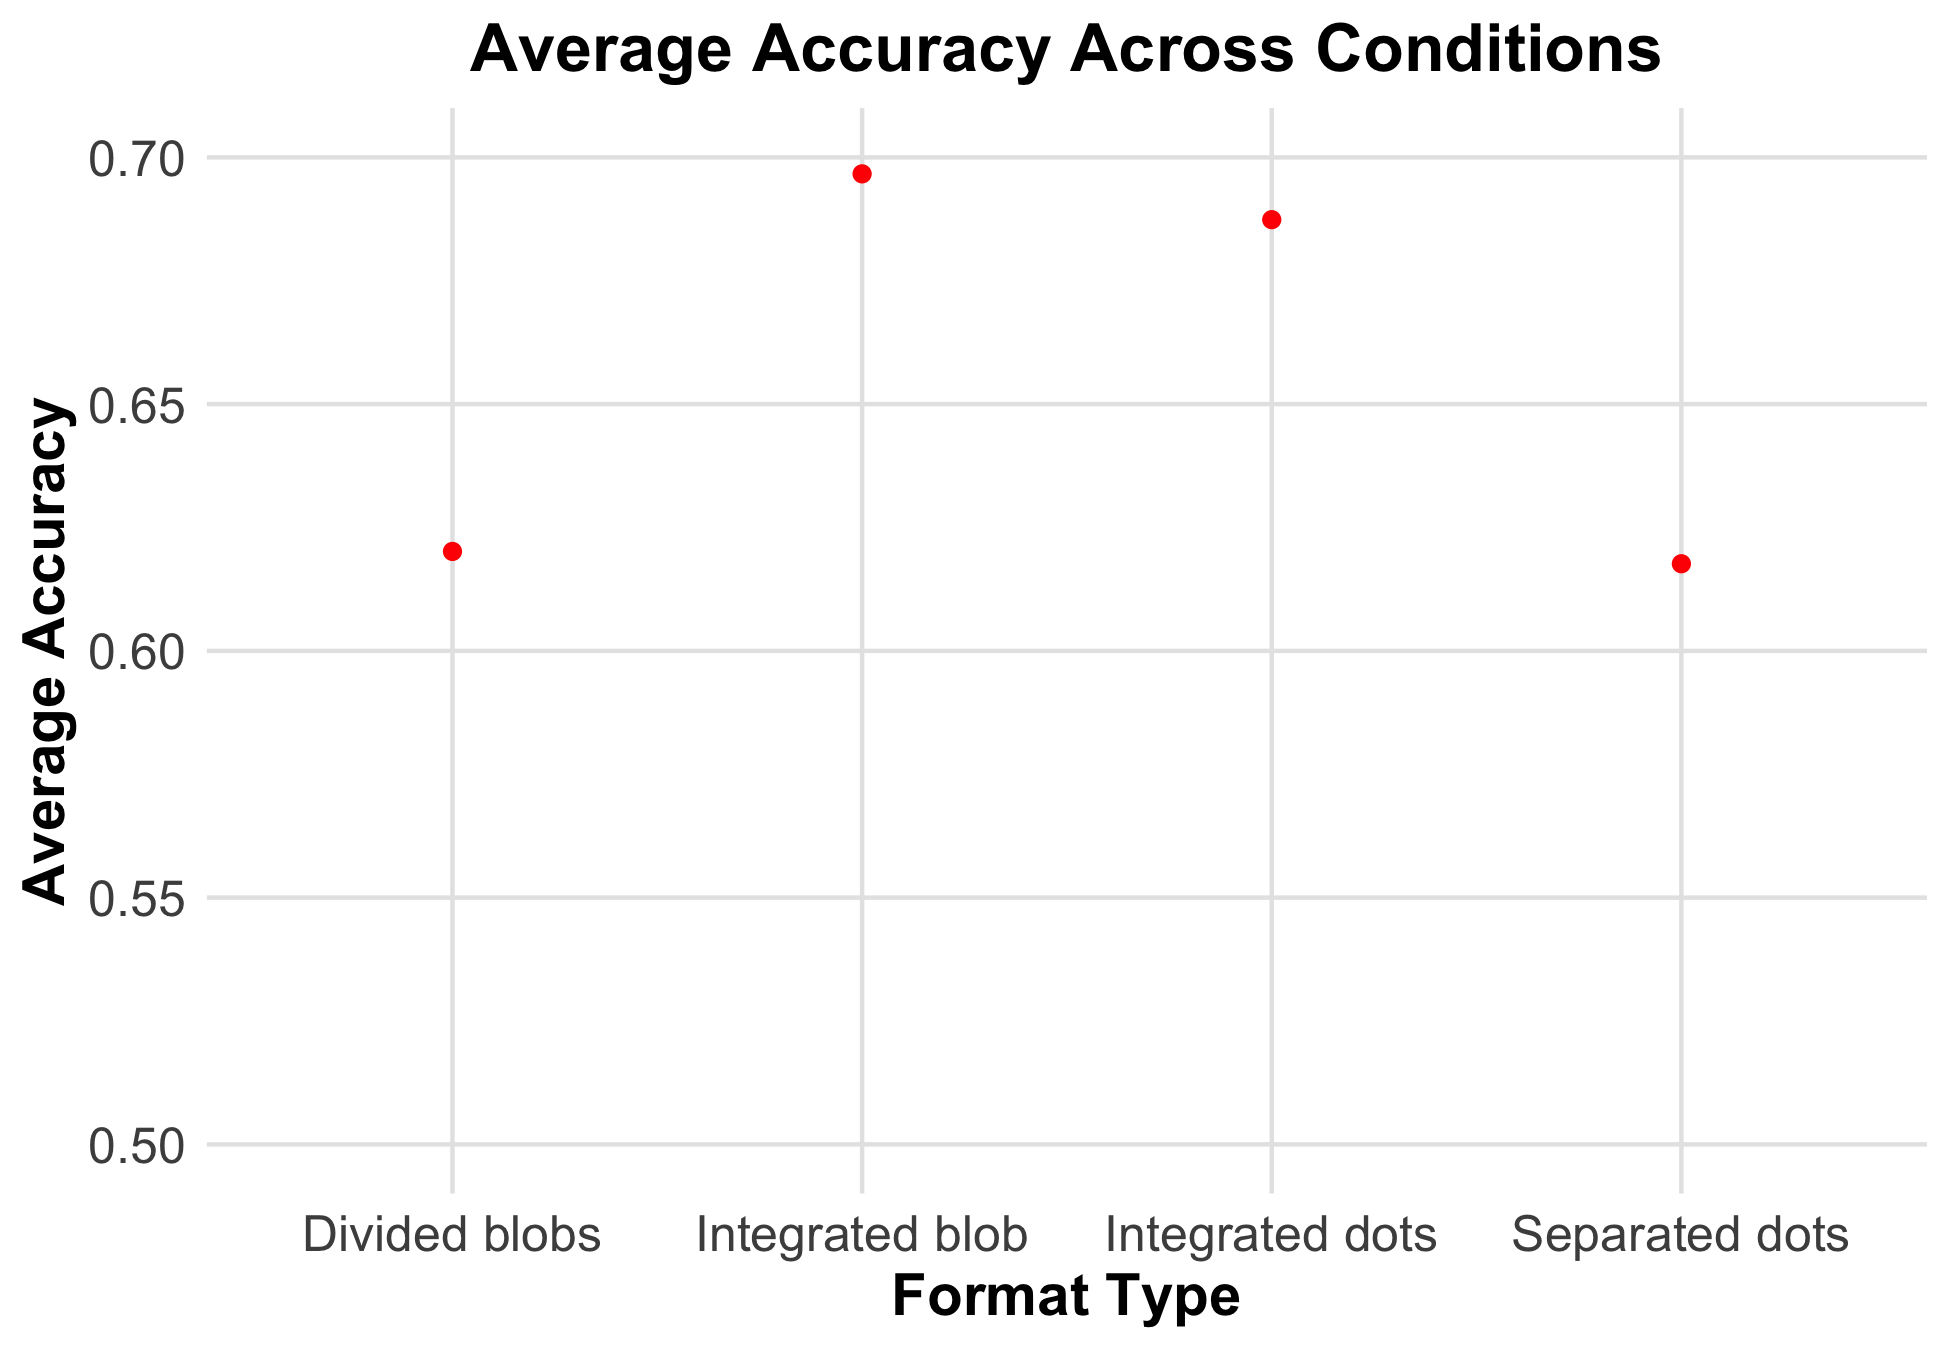 Average Accuracy Across Conditions
Average Accuracy
0.70
0.65
0.60
0.55
0.50
Divided blobs
Integrated blob
Integrated dots
Separated dots
Format Type